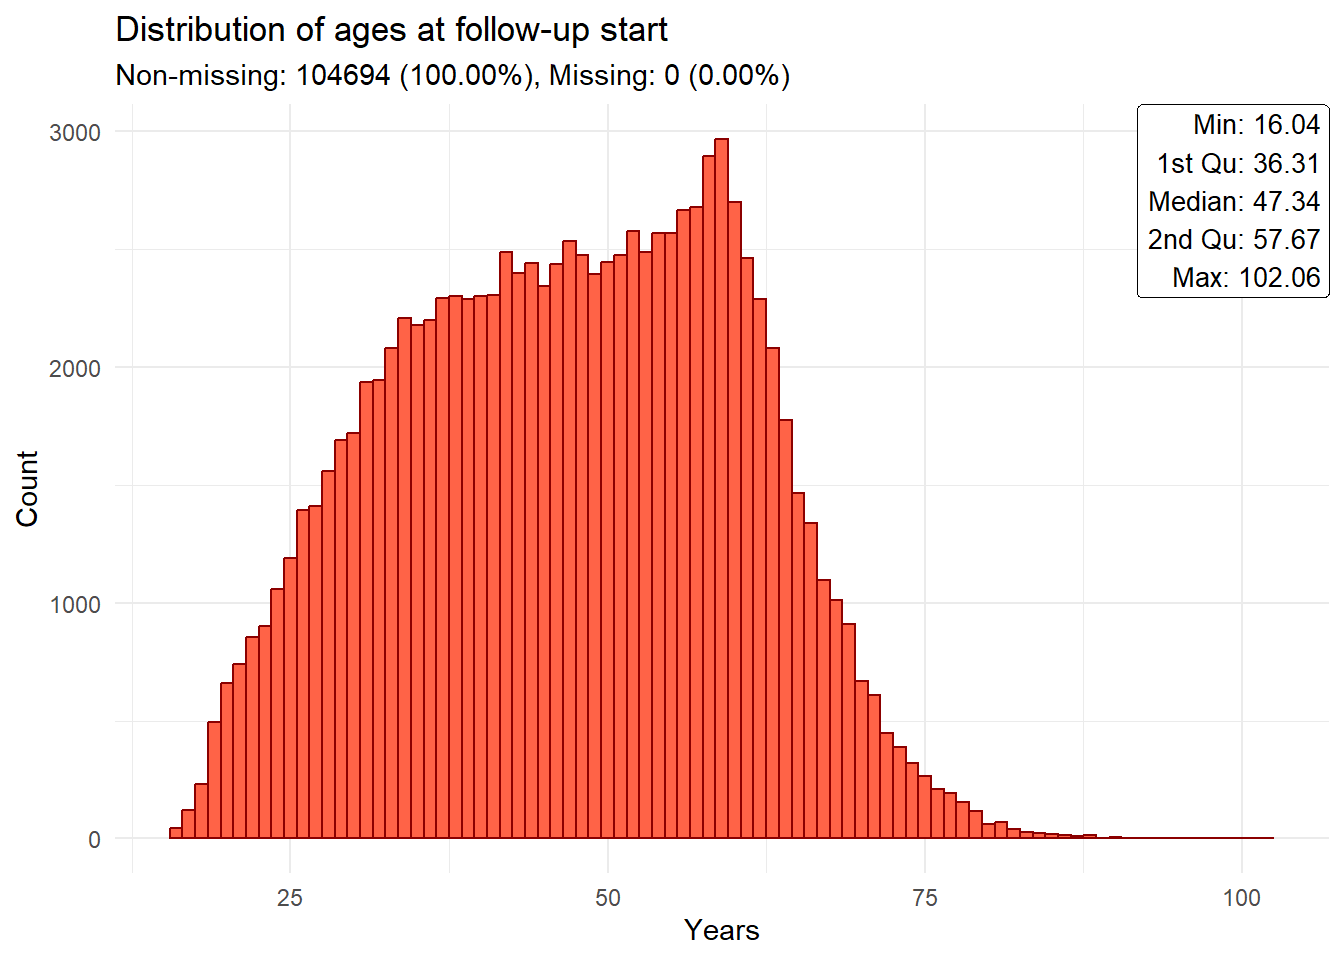 Distribution of ages at follow-up start
Non-missing: 104694 (100.00%), Missing: 0 (0.00%)
Min: 16.04
1st Qu: 36.31
Median: 47.34
2nd Qu: 57.67
Max: 102.06
3000
2000
1000
0
Count
25 50 75 100
Years